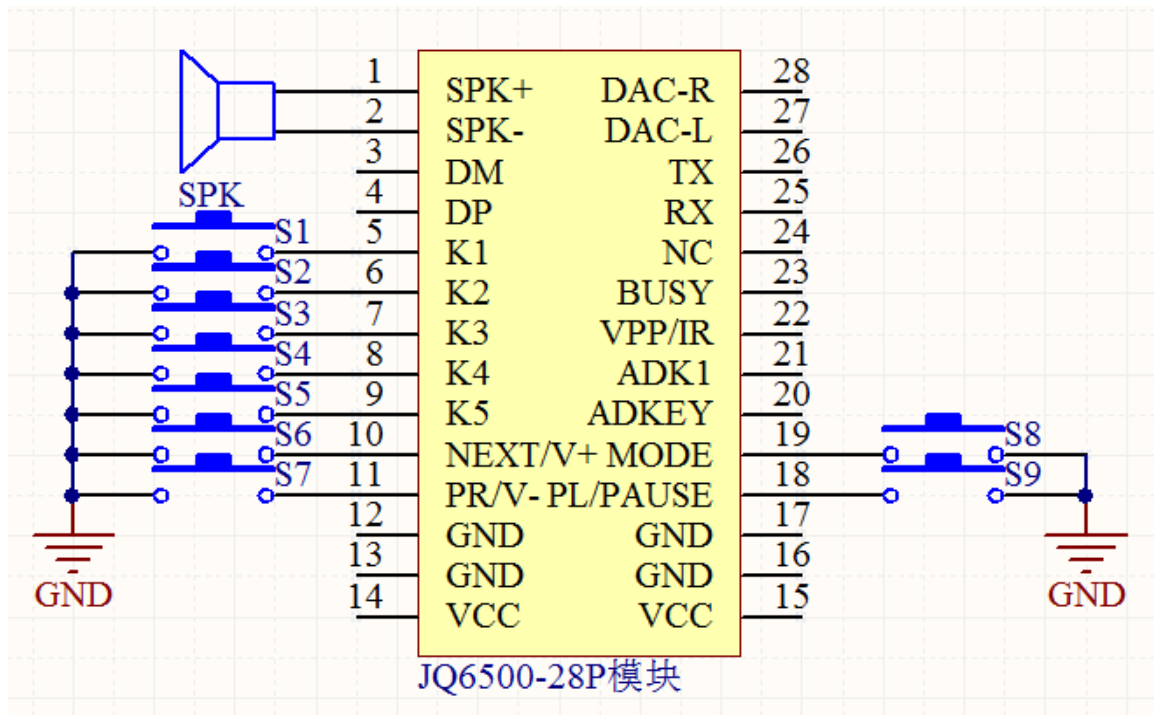 1 SPK+ DAC-R 28
2 SPK- DAC-L 27
3 DM TX 26
SPK
4 DP RX 25
S1 5 K1 NC 24
S2 6 K2 BUSY 23
S3 7 K3 VPP/IR 22
S4 8 K4 ADK1 21
S5 9 K5 ADKEY 20
S6 10 NEXT/V+ MODE 19 S8
S7 11 PR/V- PL/PAUSE 18 S9
12 GND GND 17
13 GND GND 16
GND GND
14 VCC VCC 15
JQ6500-28P模块